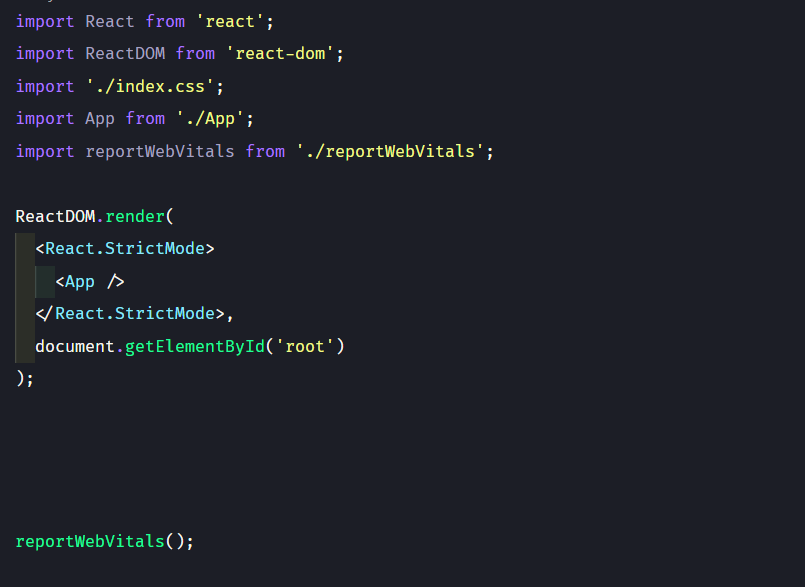 import React from 'react';
import ReactDOM from 'react-dom';
import './index.css';
import App from './App';
import reportWebVitals from './reportWebVitals';
ReactDOM.render(
<React.StrictMode>
<App />
</React.StrictMode>,
document.getElementById('root')
);
reportWebVitals();